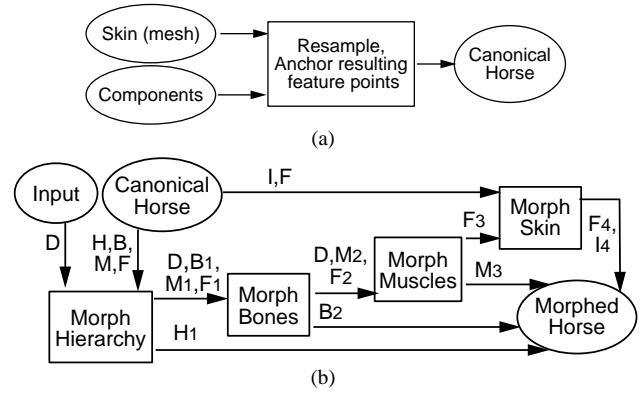 Skin (mesh)
Components
Resample,
Anchor resulting
feature points
Canonical
Horse
(a)
Input
Canonical
Horse
I,F
D
H,B,
M,F
Morph
Hierarchy
D,B1,
M1,F1
H1
Morph
Bones
D,M2,
F2
B2
Morph
Muscles
F3
M3
Morph
Skin
F4,
I4
Morphed
Horse
(b)